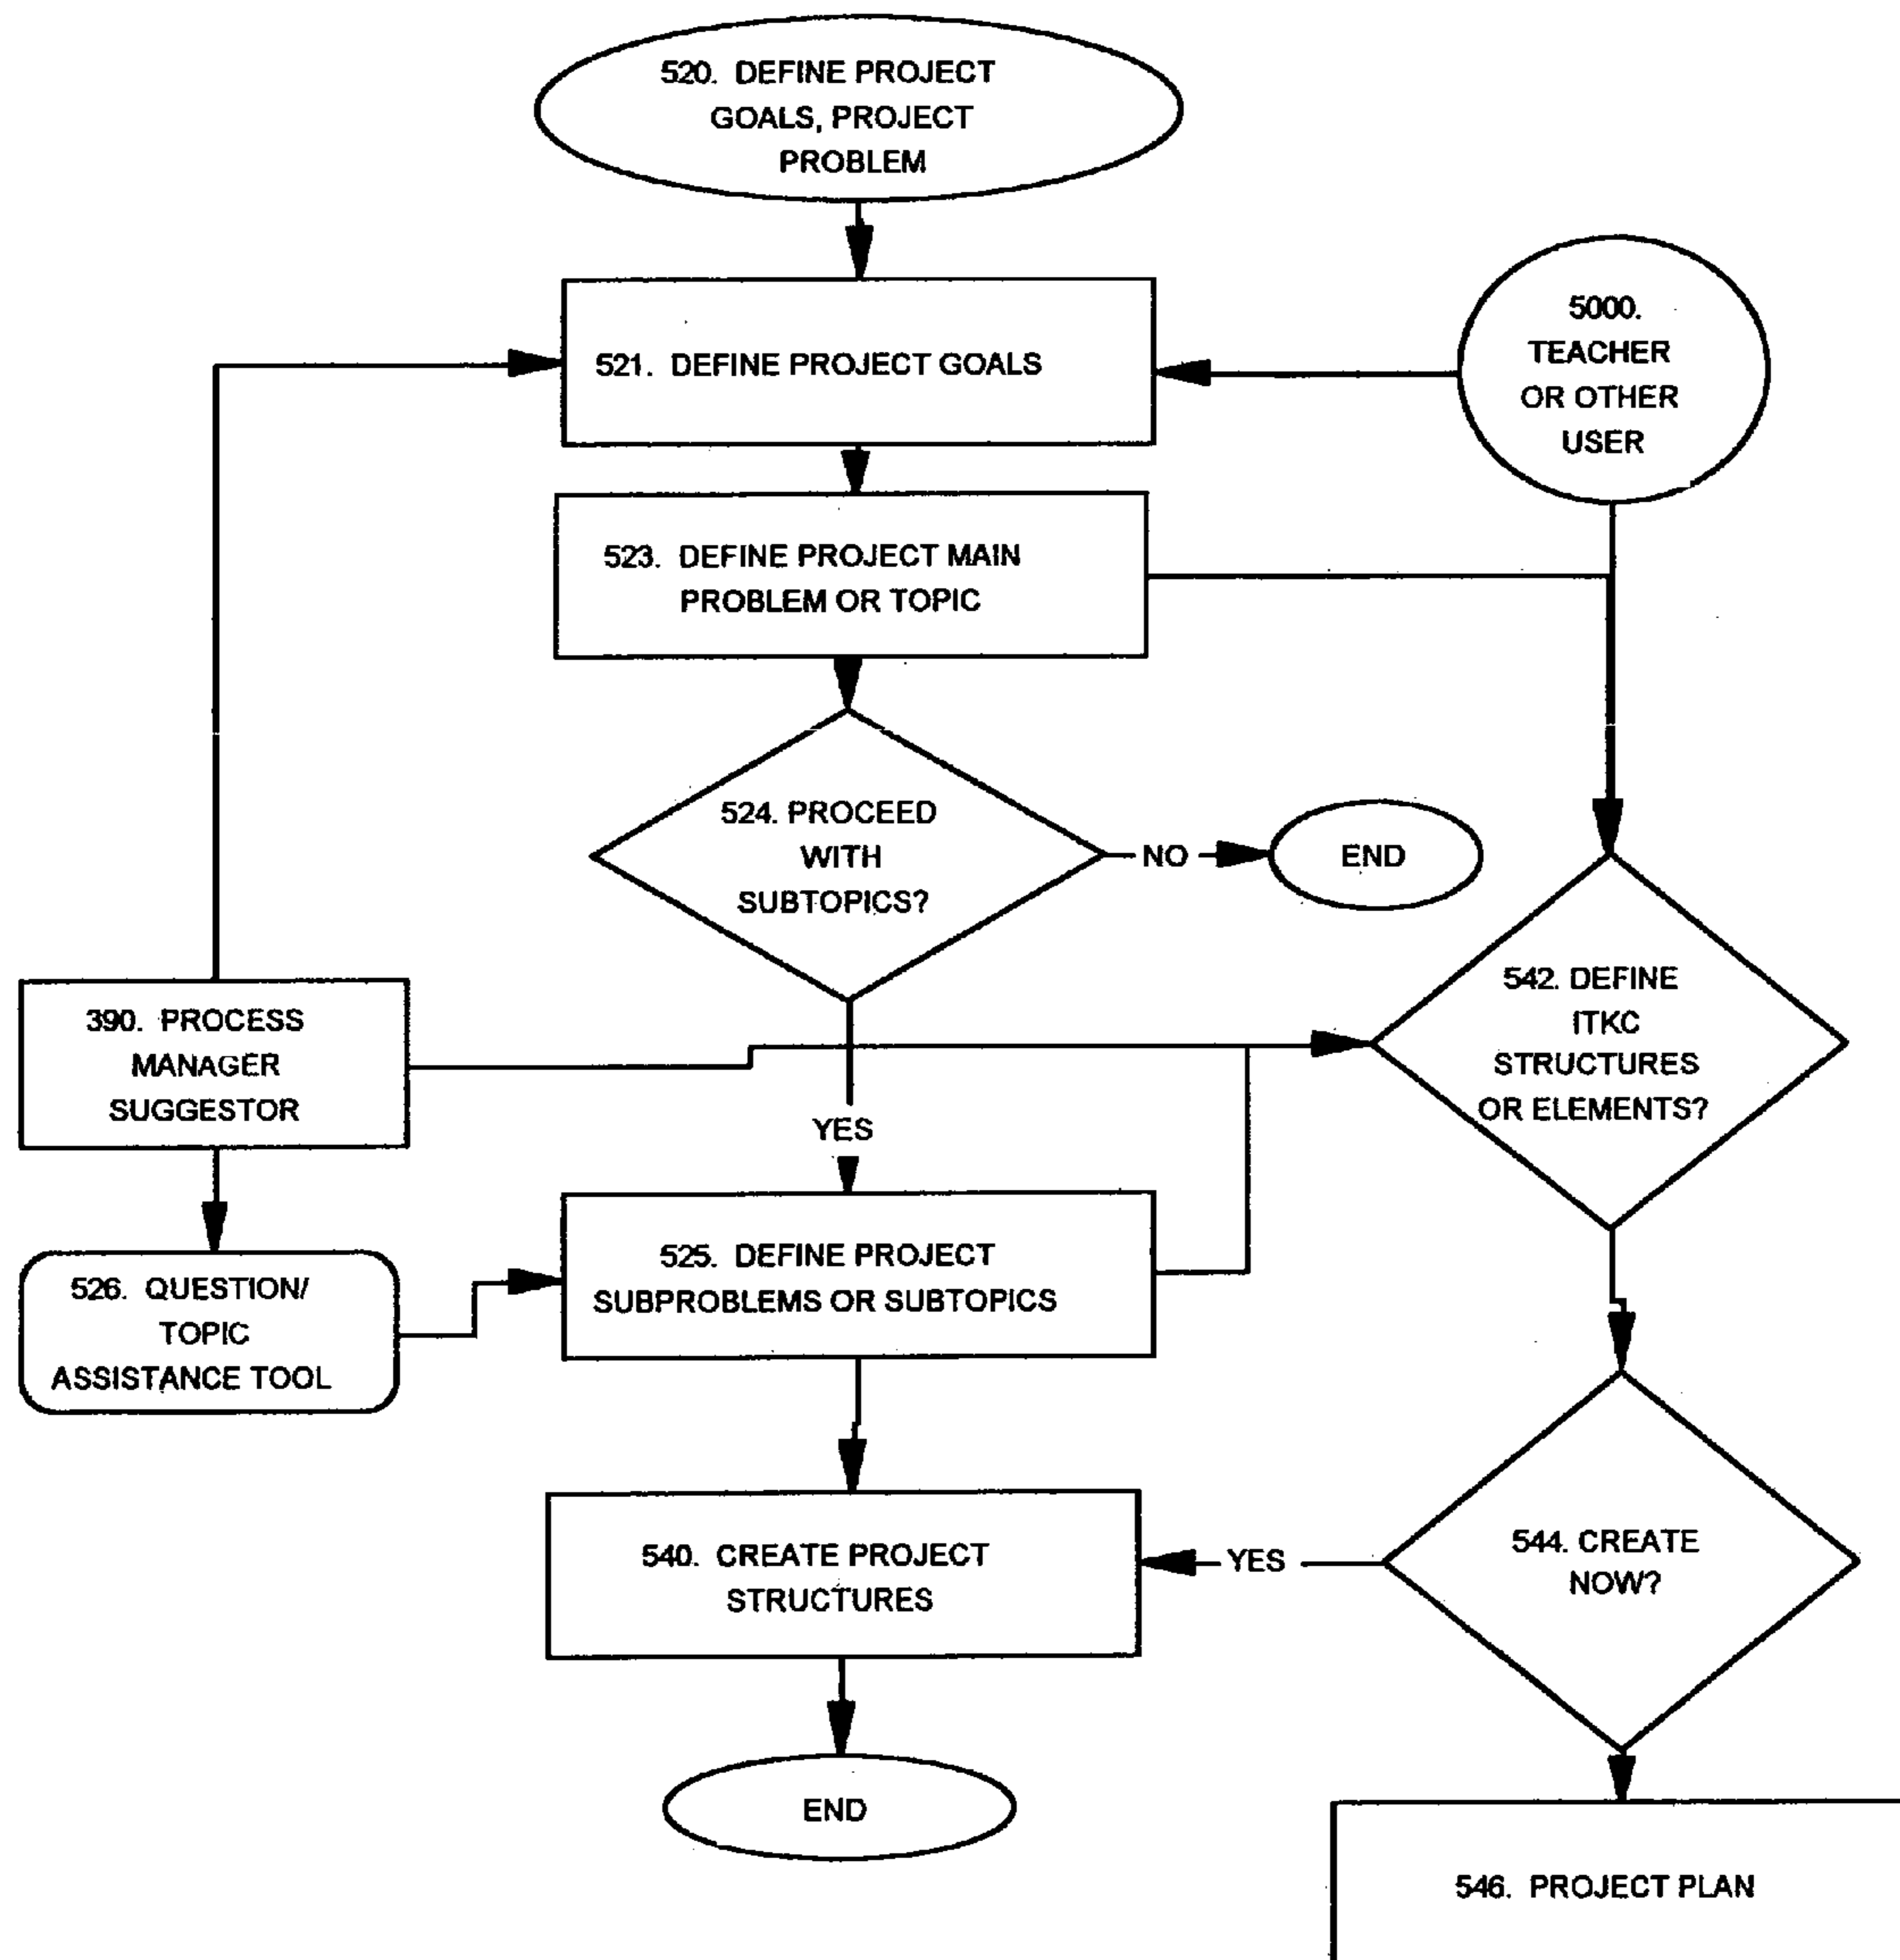 520. DEFINE PROJECT
GOALS, PROJECT
PROBLEM
521. DEFINE PROJECT GOALS
5000.
TEACHER
OR OTHER
USER
523. DEFINE PROJECT MAIN
PROBLEM OR TOPIC
524. PROCEED
WITH
SUBTOPICS?
NO
END
542. DEFINE
ITKC
STRUCTURES
OR ELEMENTS?
390. PROCESS
MANAGER
SUGGESTOR
YES
525. DEFINE PROJECT
SUBPROBLEMS OR SUBTOPICS
526. QUESTION/
TOPIC
ASSISTANCE TOOL
540. CREATE PROJECT
STRUCTURES
YES
544. CREATE
NOW?
END
546. PROJECT PLAN